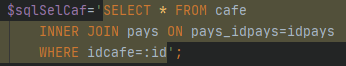 $sqlSelCaf='SELECT * FROM cafe
INNER JOIN pays ON pays_idpays=idpays
WHERE idcafe=:id';